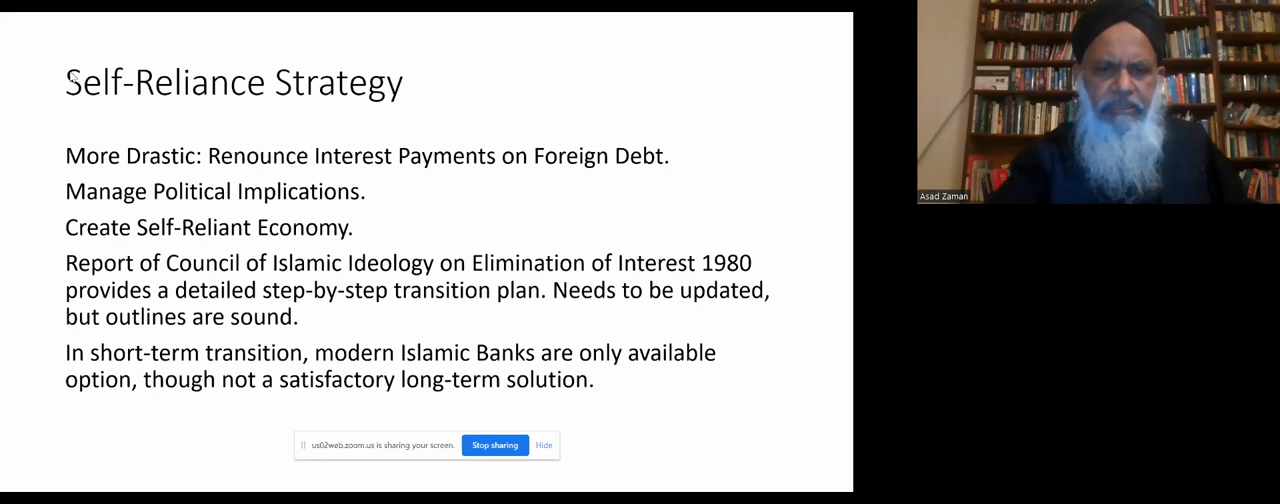 Self-Reliance Strategy
More Drastic: Renounce Interest Payments on Foreign Debt.
Manage Political Implications.
Create Self-Reliant Economy.
Report of Council of Islamic Ideology on Elimination of Interest 1980
provides a detailed step-by-step transition plan. Needs to be updated,
but outlines are sound.
In short-term transition, modern Islamic Banks are only available
option, though not a satisfactory long-term solution.
us02web.zoom.us is sharing your screen.
Stop sharing
Hide
Asad Zaman